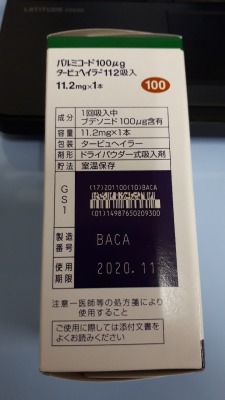 LATITUDE
パルミコート100μg
タービュヘイラー112吸入
11.2mg×1本
100
成分
1回吸入中
ブデソニド100μg含有
容量
11.2mg×1本
包装
タービュヘイラー
剤形
ドライパウダー式吸入剤
貯法
室温保存
GS1
(17)201100(10)BACA
(01)14987650209300
製造
番号
BACA
使用
期限
2020.11
注意-医師等の処方箋により
使用すること
ご使用に際しては添付文書を
よくお読みください